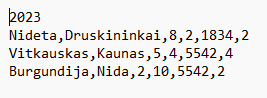 2023
Nideta,Druskininkai,8,2,1834,2
Vitkauskas,Kaunas,5,4,5542,4
Burgundija,Nida,2,10,5542,2